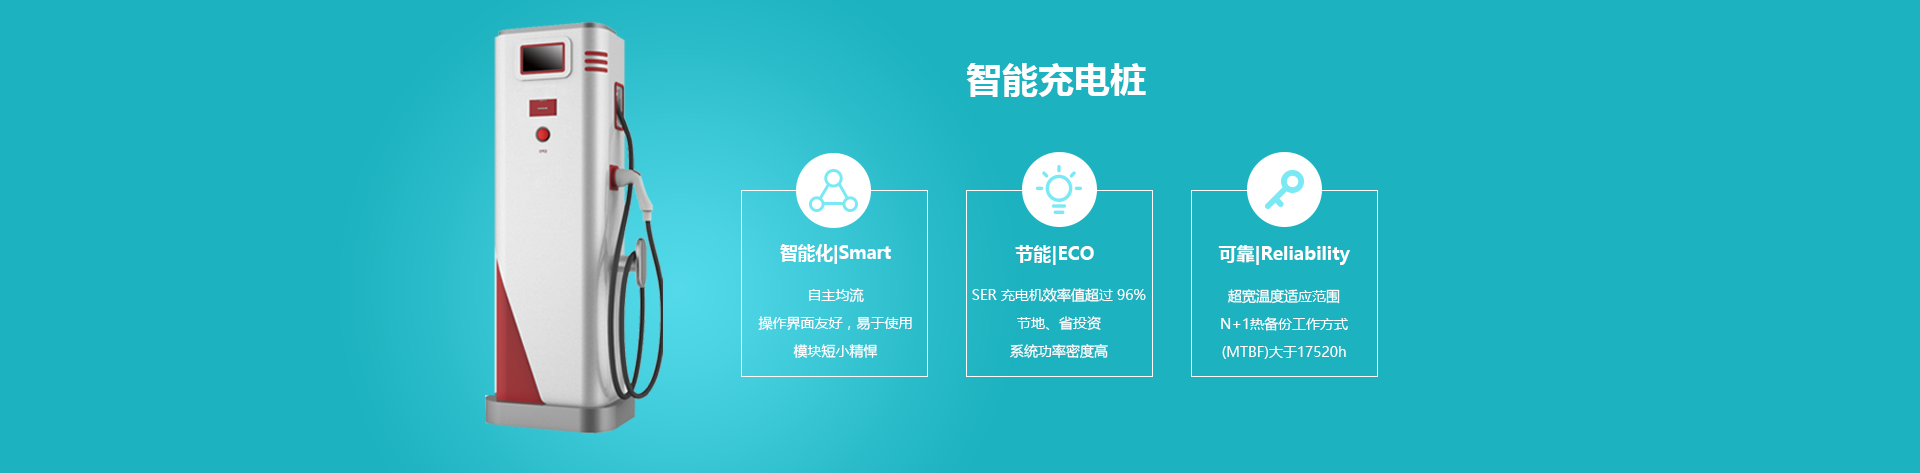 智能充电桩
智能化|Smart
自主均流
操作界面友好，易于使用
模块短小精悍
节能|ECO
SER 充电机效率值超过 96%
节地、省投资
系统功率密度高
可靠|Reliability
超宽温度适应范围
N+1热备份工作方式
(MTBF)大于17520h